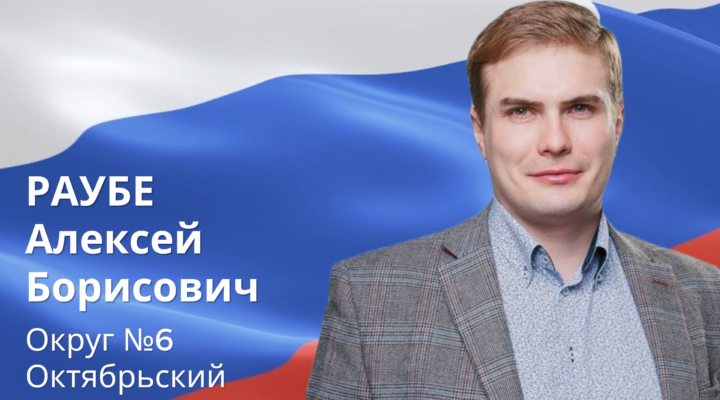 РАУБЕ
Алексей
Борисович
Округ №6
Октябрьский